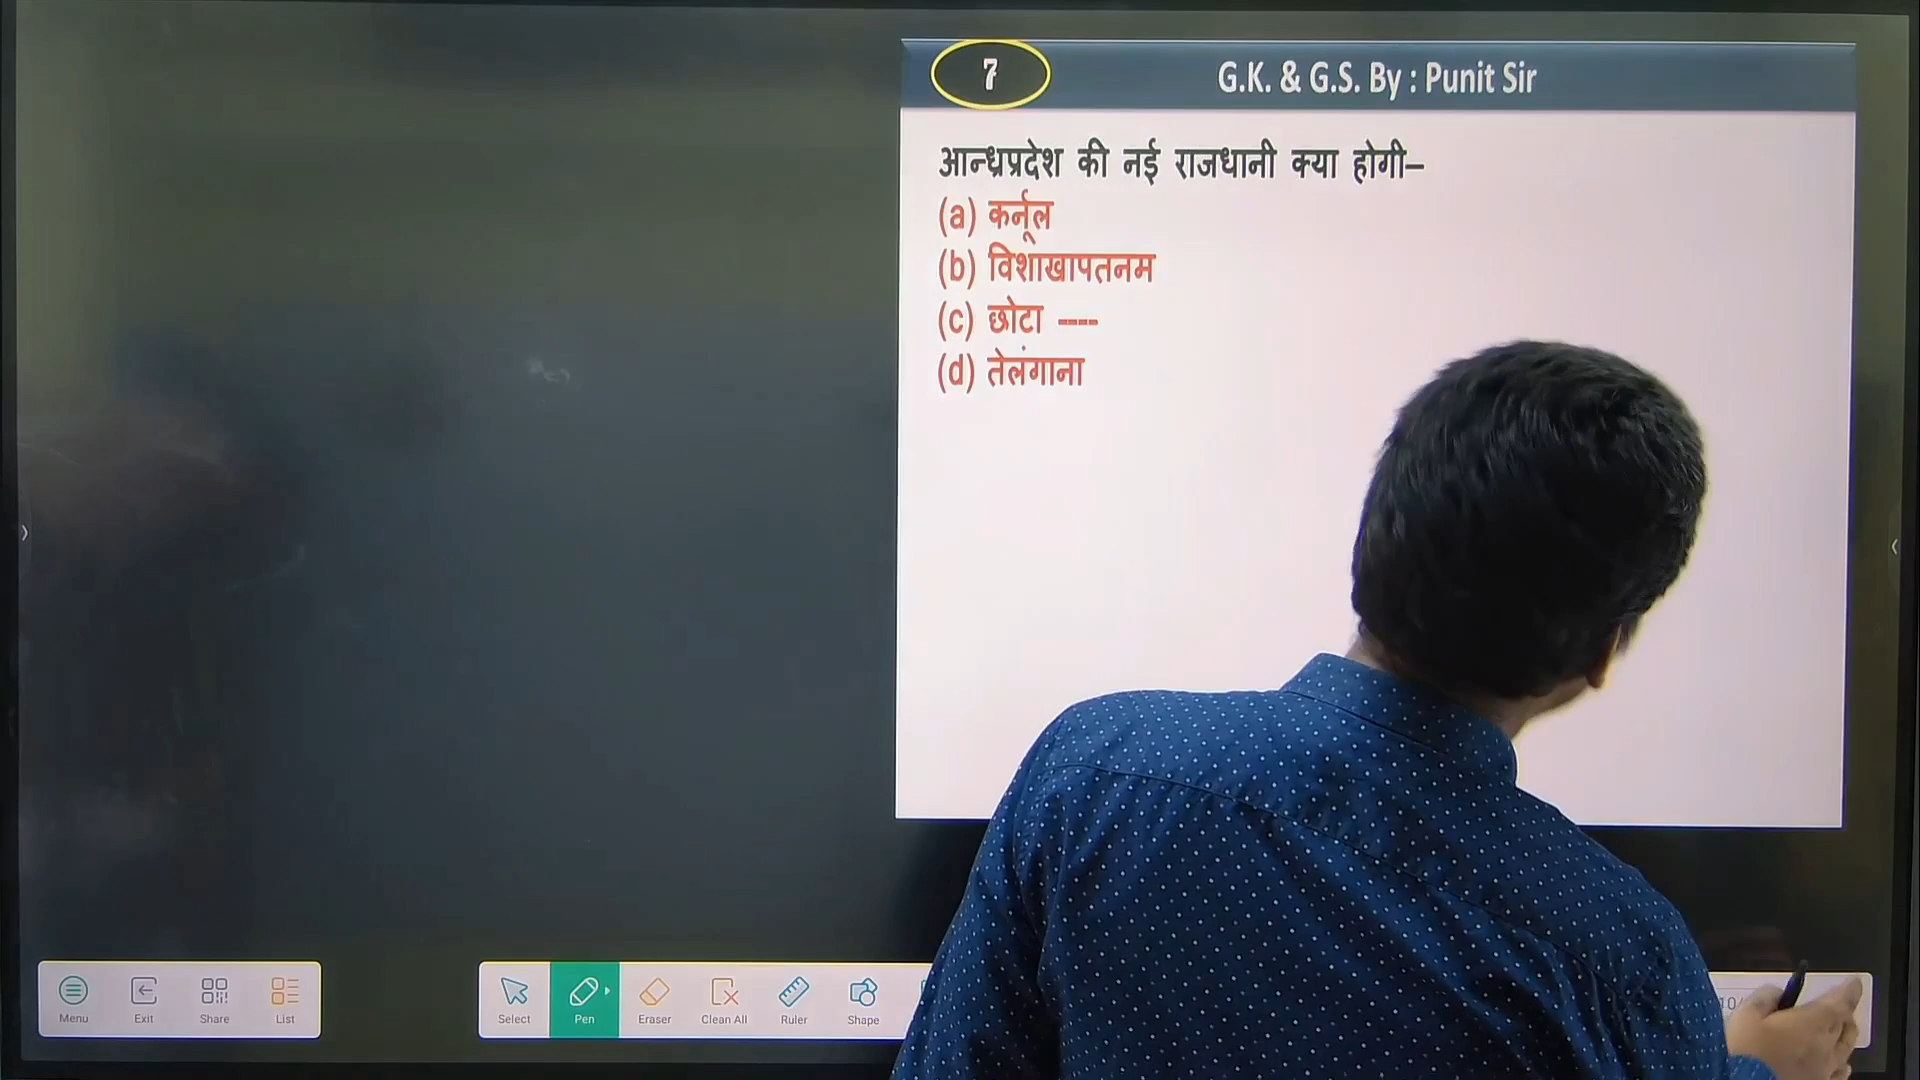 7
G.K. & G.S. By : Punit Sir
आन्ध्रप्रदेश की नई राजधानी क्या होगी–
(a) कर्नूल
(b) विशाखापतनम
(c) छोटा ----
(d) तेलंगाना
Menu Exit Share List
Select Pen Eraser Clean All Ruler Shape